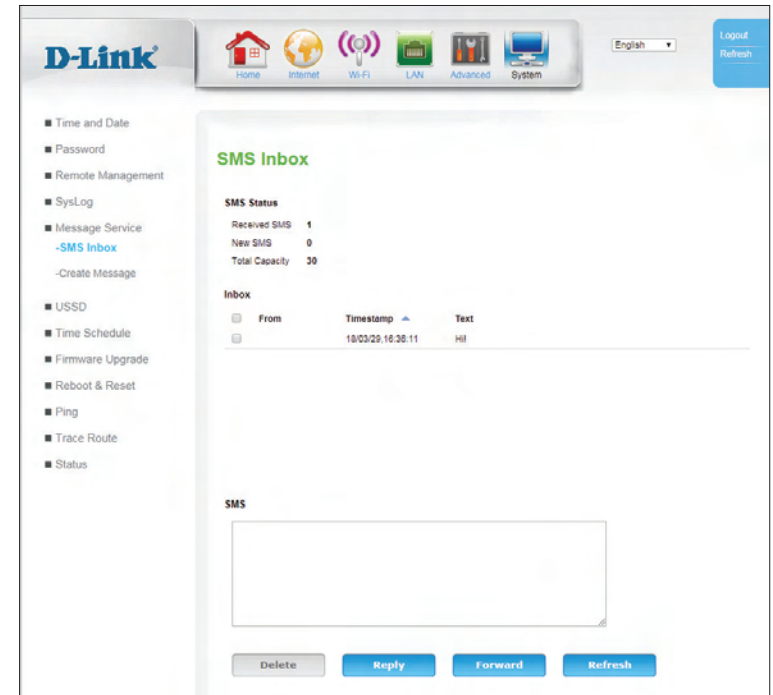 D-Link
Home Internet Wi-Fi LAN Advanced System
English
Logout
Refresh
Time and Date
Password
Remote Management
SysLog
Message Service
-SMS Inbox
-Create Message
USSD
Time Schedule
Firmware Upgrade
Reboot & Reset
Ping
Trace Route
Status
SMS Inbox
SMS Status
Received SMS 1
New SMS 0
Total Capacity 30
Inbox
From Timestamp Text
18/03/29,16:36:11 Hi!
SMS
Delete Reply Forward Refresh